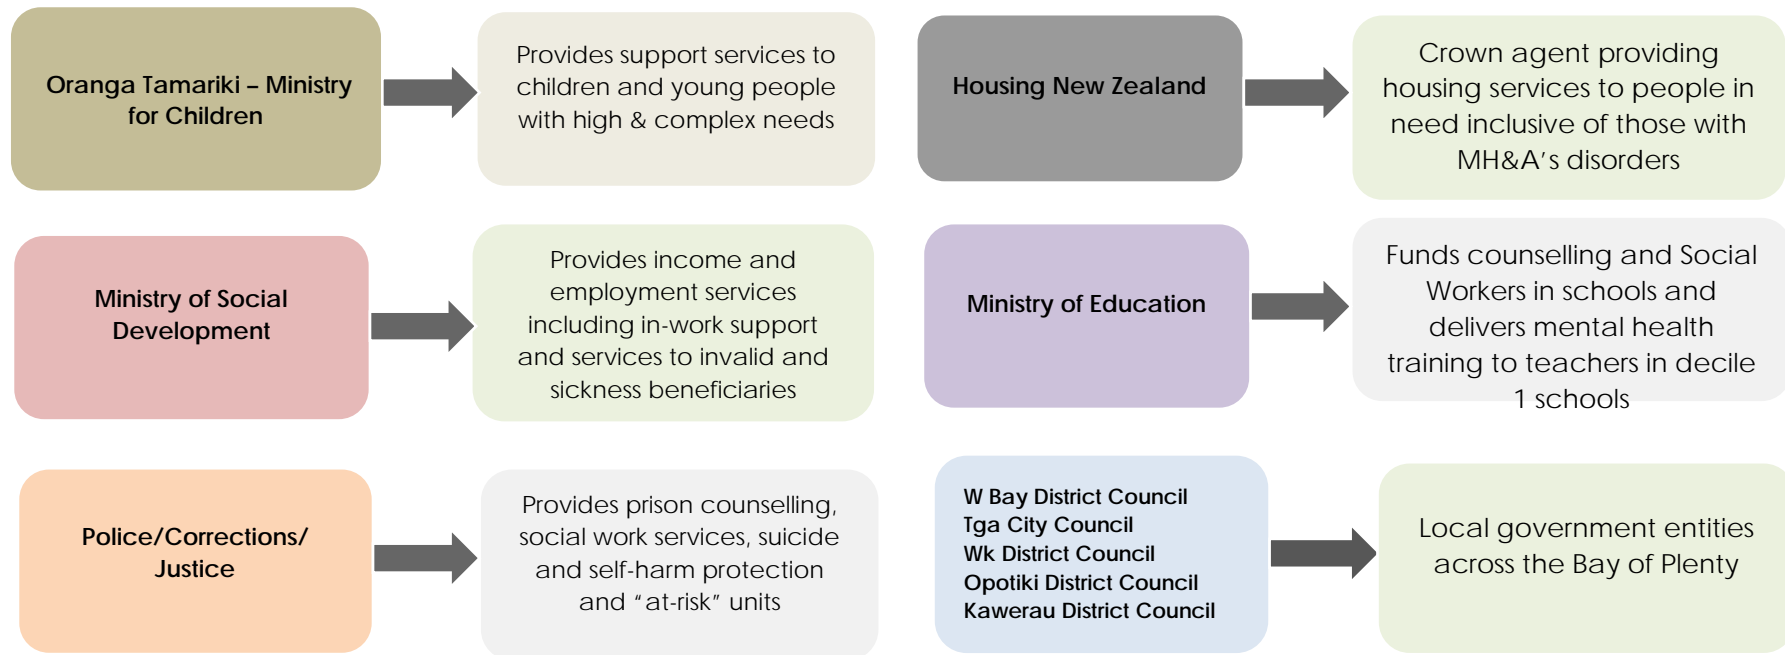 Oranga Tamariki – Ministry
for Children
Provides support services to
children and young people
with high & complex needs
Housing New Zealand
Crown agent providing
housing services to people in
need inclusive of those with
MH&A's disorders
Ministry of Social
Development
Provides income and
employment services
including in-work support
and services to invalid and
sickness beneficiaries
Ministry of Education
Funds counselling and Social
Workers in schools and
delivers mental health
training to teachers in decile
1 schools
Police/Corrections/
Justice
Provides prison counselling,
social work services, suicide
and self-harm protection
and “at-risk” units
W Bay District Council
Tga City Council
Wk District Council
Opotiki District Council
Kawerau District Council
Local government entities
across the Bay of Plenty